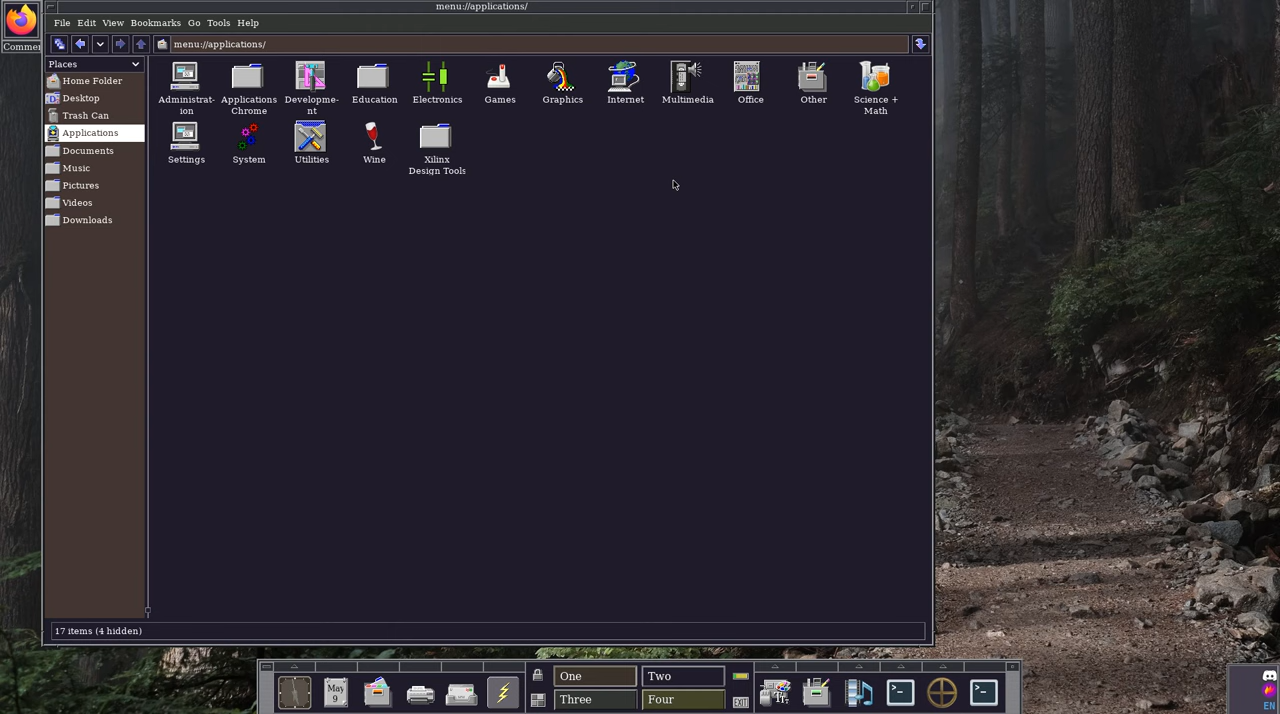 menu://applications/
Commer
File Edit View Bookmarks Go Tools Help
menu://applications/
Places
Home Folder
Desktop
Trash Can
Applications
Documents
Music
Pictures
Videos
Downloads
Administrat-
ion
Applications
Chrome
Developme-
nt
Education
Electronics
Games
Graphics
Internet
Multimedia
Office
Other
Science +
Math
Settings
System
Utilities
Wine
Xilinx
Design Tools
17 items (4 hidden)
May
9
One
Two
Three
Four
EXIT
EN